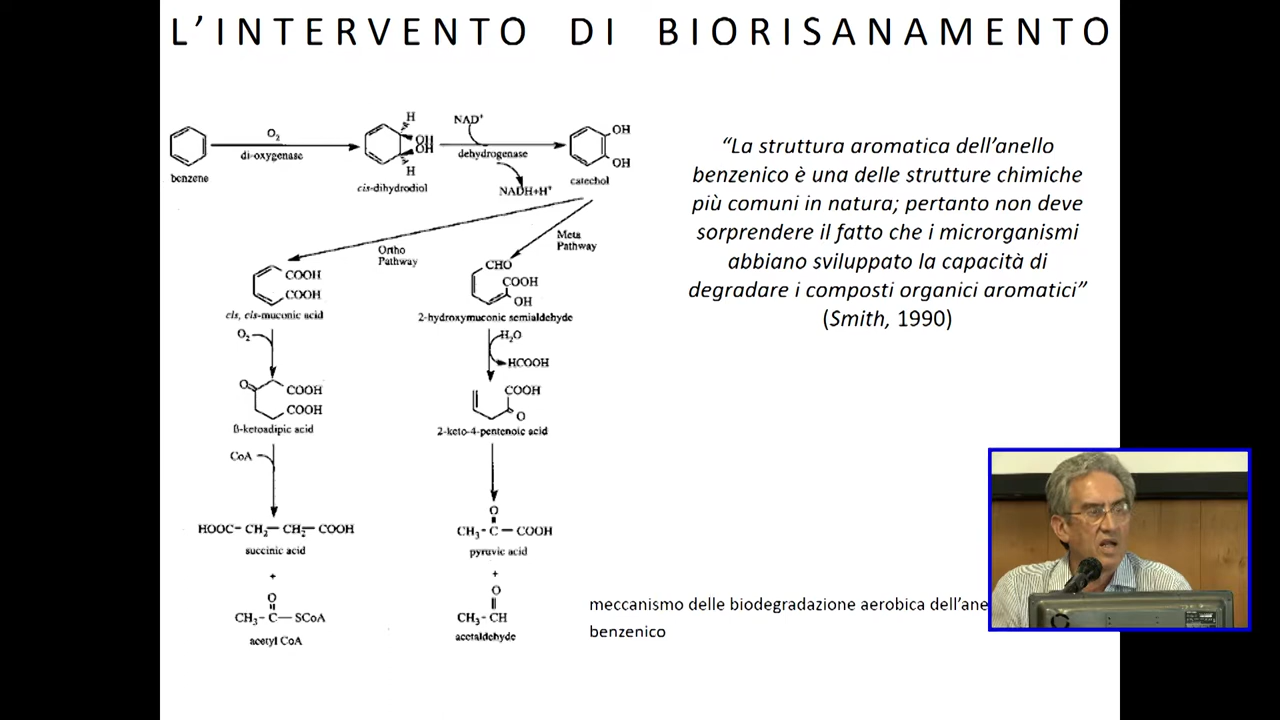 L'INTERVENTO DI BIORISANAMENTO
benzene
O2
di-oxygenase
H
OH
OH
H
cis-dihydrodiol
NAD+
dehydrogenase
NADH+H+
OH
OH
catechol
Ortho
Pathway
Meta
Pathway
COOH
COOH
cis, cis-muconic acid
CHO
COOH
OH
2-hydroxymuconic semialdehyde
O2
H2O
HCOOH
O
COOH
COOH
ß-ketoadipic acid
COOH
O
2-keto-4-pentenoic acid
CoA
HOOC-CH2-CH2-COOH
succinic acid
+
O
CH3-C-SCoA
acetyl CoA
O
CH3-C-COOH
pyruvic acid
+
O
CH3-CH
acetaldehyde
“La struttura aromatica dell’anello
benzenico è una delle strutture chimiche
più comuni in natura; pertanto non deve
sorprendere il fatto che i microrganismi
abbiano sviluppato la capacità di
degradare i composti organici aromatici”
(Smith, 1990)
meccanismo delle biodegradazione aerobica dell’ane
benzenico